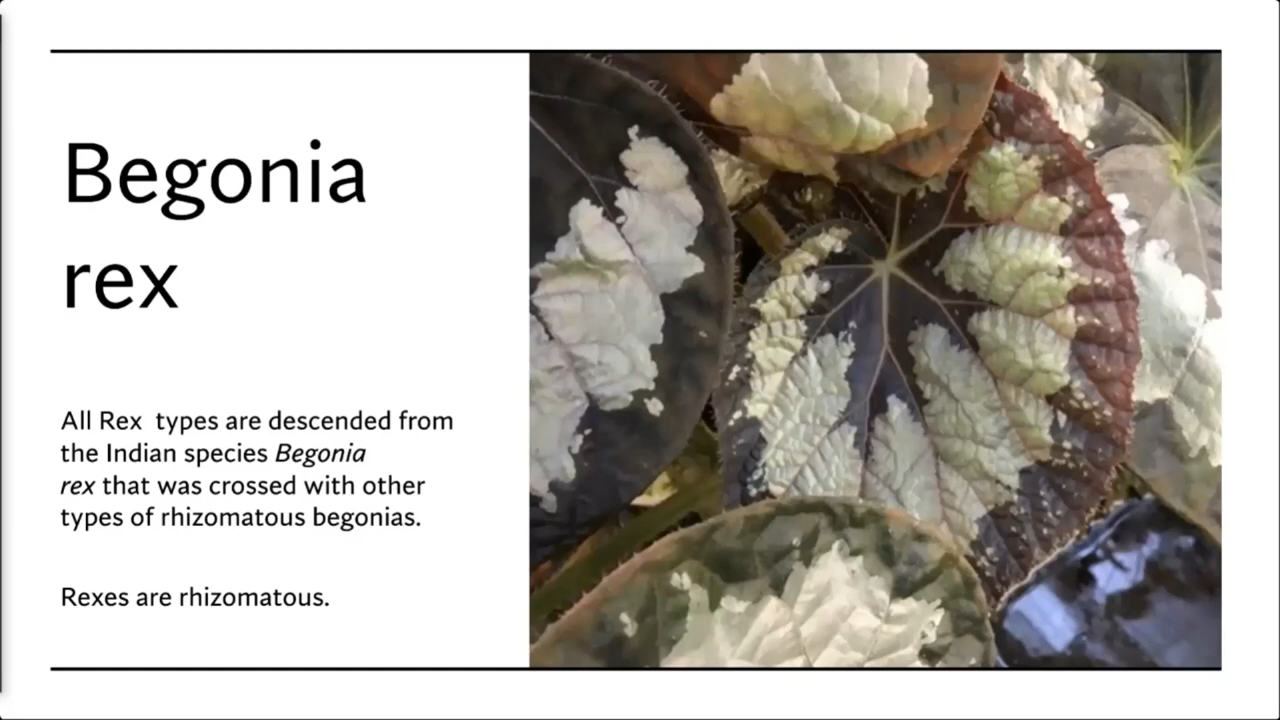 Begonia
rex
All Rex  types are descended from
the Indian species Begonia
rex that was crossed with other
types of rhizomatous begonias.
Rexes are rhizomatous.